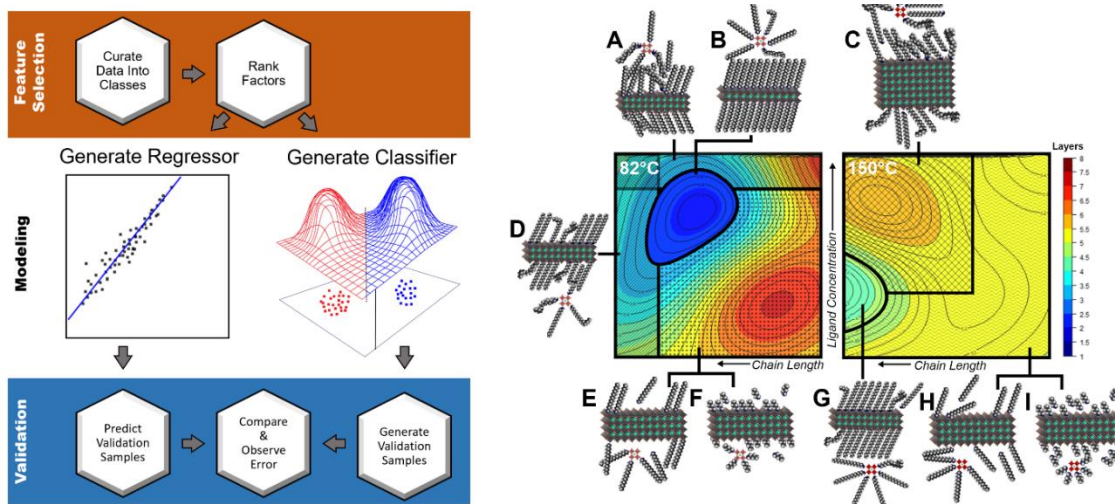 Feature
Selection
Curate
Data Into
Classes
Rank
Factors
Generate Regressor
Generate Classifier
Modeling
Validation
Predict
Validation
Samples
Compare
&
Observe
Error
Generate
Validation
Samples
A
B
C
D
82°C
150°C
Ligand Concentration
Chain Length
Chain Length
Layers
8
7
6.5
6
5.5
5
4.5
4
3.5
3
2.5
2
1.5
1
E
F
G
H
I